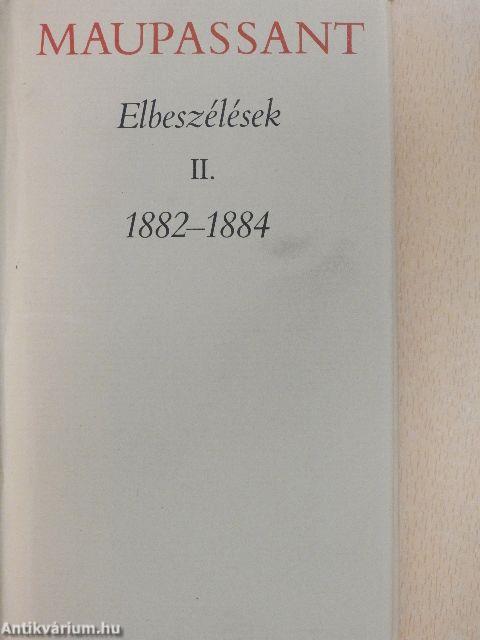 MAUPASSANT
Elbeszélések
II.
1882–1884
Antikvárium.hu